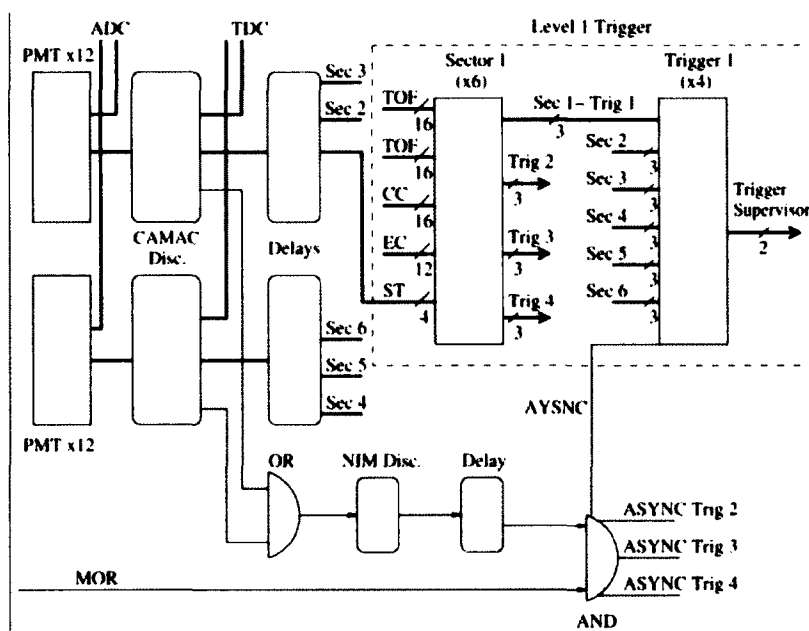 Level 1 Trigger
ADC
TDC
PMT x12
Sec 3
Sec 2
CAMAC
Disc.
Delays
Sec 6
Sec 5
Sec 4
PMT x12
Sector 1
(x6)
TOF
16
TOF
16
CC
16
EC
12
ST
4
Sec 1- Trig 1
3
Trig 2
3
Trig 3
3
Trig 4
3
Trigger 1
(x4)
Sec 2
3
Sec 3
3
Sec 4
3
Sec 5
3
Sec 6
3
Trigger
Supervisor
2
AYSNC
OR
NIM Disc.
Delay
ASYNC Trig 2
ASYNC Trig 3
ASYNC Trig 4
MOR
AND